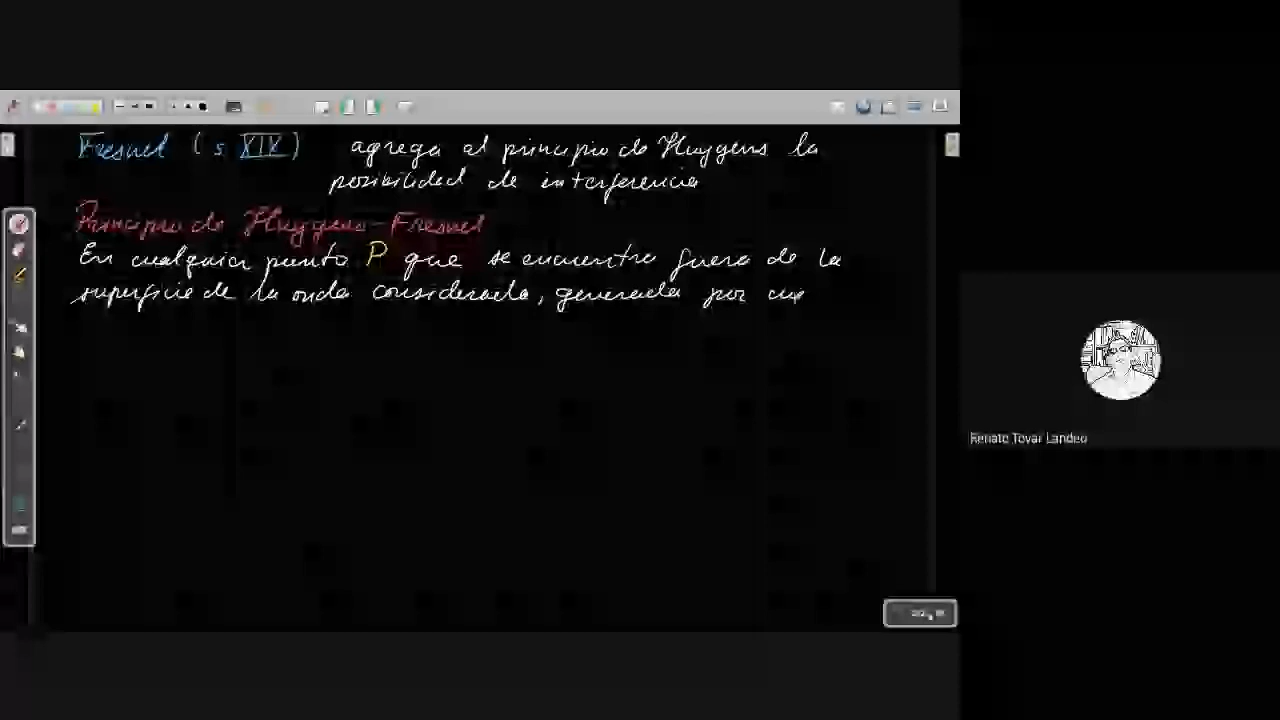 Fresnel (s XIX) agrega al principio de Huygens la
posibilidad de interferencia
Principio de Huygens-Fresnel
En cualquier punto P que se encuentra fuera de la
superficie de la onda considerada, generada por
Renato Tovar Landeo